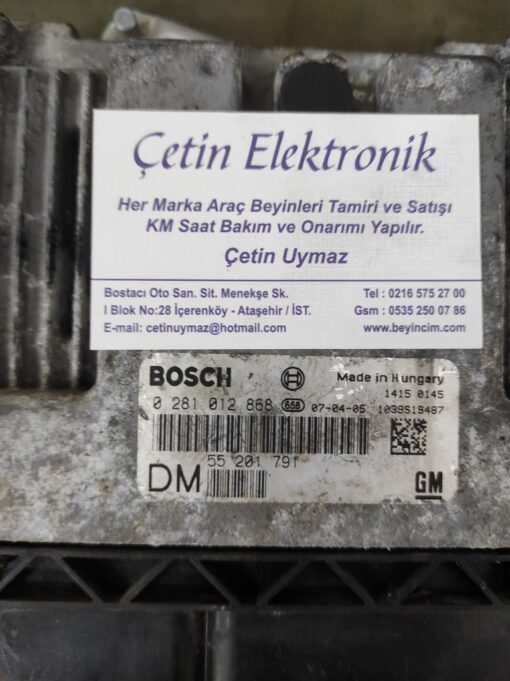 Çetin Elektronik
Her Marka Araç Beyinleri Tamiri ve Satışı
KM Saat Bakım ve Onarımı Yapılır.
Çetin Uymaz
Bostacı Oto San. Sit. Menekşe Sk.
I Blok No:28 İçerenköy - Ataşehir / İST.
E-mail: cetinuymaz@hotmail.com
Tel : 0216 575 27 00
Gsm : 0535 250 07 86
www.beyincim.com
BOSCH
Made in Hungary
1415 0145
0 281 012 868 658 07-04-05 1039S19487
55 201 791
DM
GM